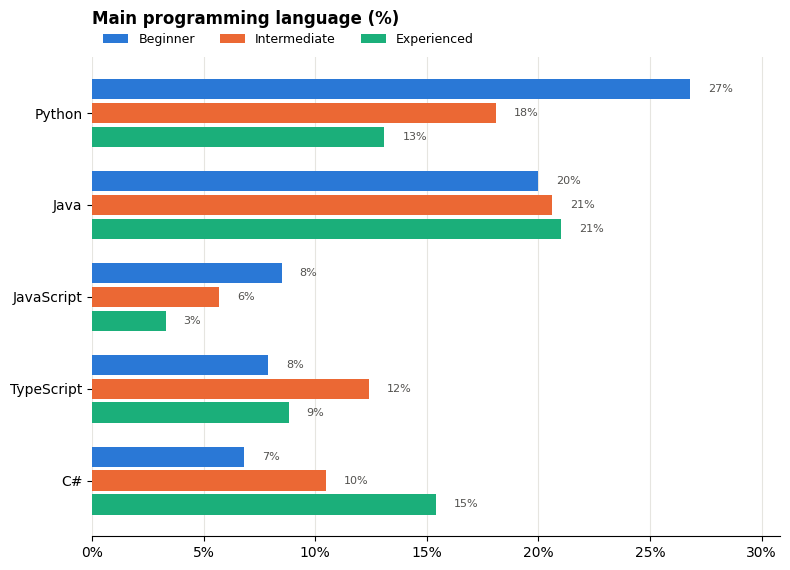 Main programming language (%)
Beginner Intermediate Experienced
Python
27%
18%
13%
Java
20%
21%
21%
JavaScript
8%
6%
3%
TypeScript
8%
12%
9%
C#
7%
10%
15%
0% 5% 10% 15% 20% 25% 30%